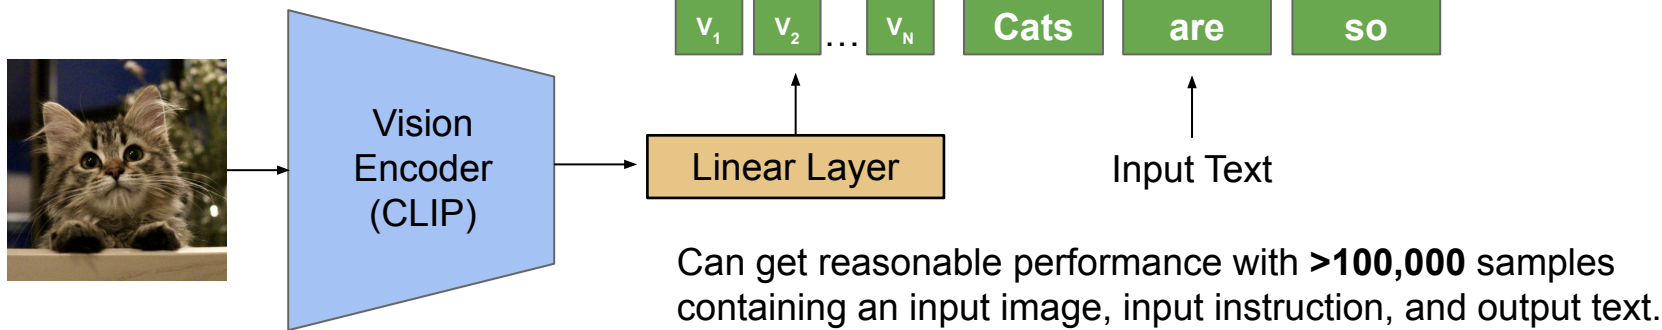 V1 V2 ... VN Cats are so
Vision
Encoder
(CLIP)
Linear Layer
Input Text
Can get reasonable performance with >100,000 samples
containing an input image, input instruction, and output text.